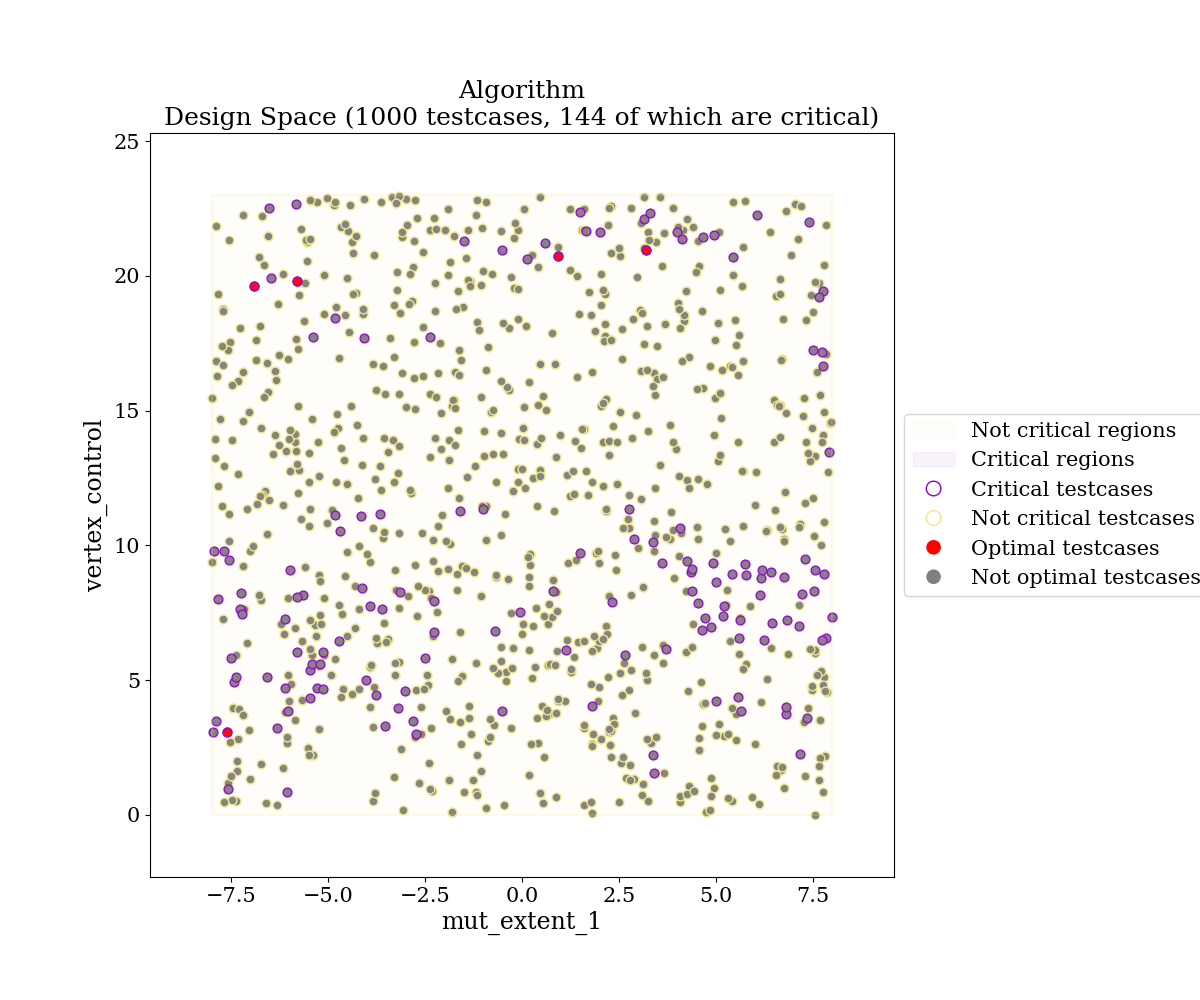 Algorithm
Design Space (1000 testcases, 144 of which are critical)
25
20
15
10
5
0
vertex_control
−7.5
−5.0
−2.5
0.0
2.5
5.0
7.5
mut_extent_1
Not critical regions
Critical regions
Critical testcases
Not critical testcases
Optimal testcases
Not optimal testcases